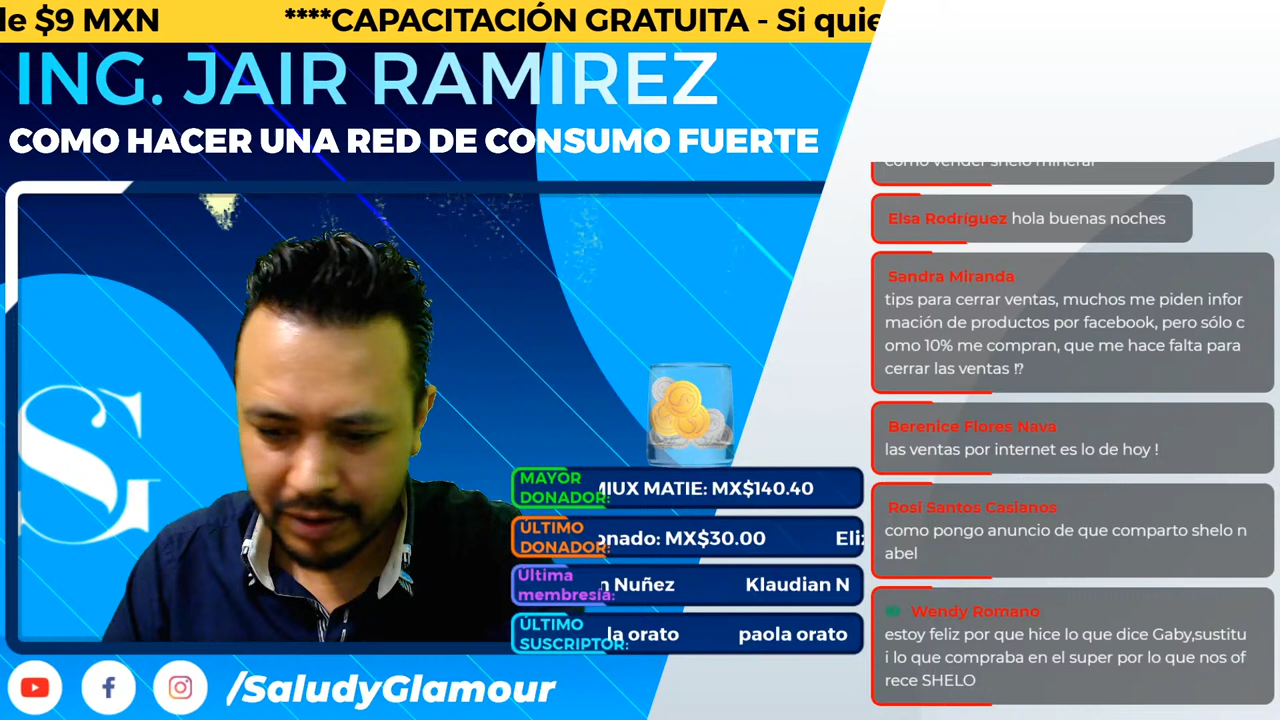 de $9 MXN ****CAPACITACIÓN GRATUITA - Si quie
ING. JAIR RAMIREZ
COMO HACER UNA RED DE CONSUMO FUERTE
como vender shelo mineral
Elsa Rodríguez hola buenas noches
Sandra Miranda
tips para cerrar ventas, muchos me piden infor
mación de productos por facebook, pero sólo c
omo 10% me compran, que me hace falta para
cerrar las ventas !?
Berenice Flores Nava
las ventas por internet es lo de hoy !
Rosi Santos Casianos
como pongo anuncio de que comparto shelo n
abel
Wendy Romano
estoy feliz por que hice lo que dice Gaby,sustitu
i lo que compraba en el super por lo que nos of
rece SHELO
S
MAYOR
DONADOR: MIUX MATIE: MX$140.40
ÚLTIMO
DONADOR: onado: MX$30.00 Eliz
Última
membresía: n Nuñez Klaudian N
ÚLTIMO
SUSCRIPTOR: la orato paola orato
/SaludyGlamour